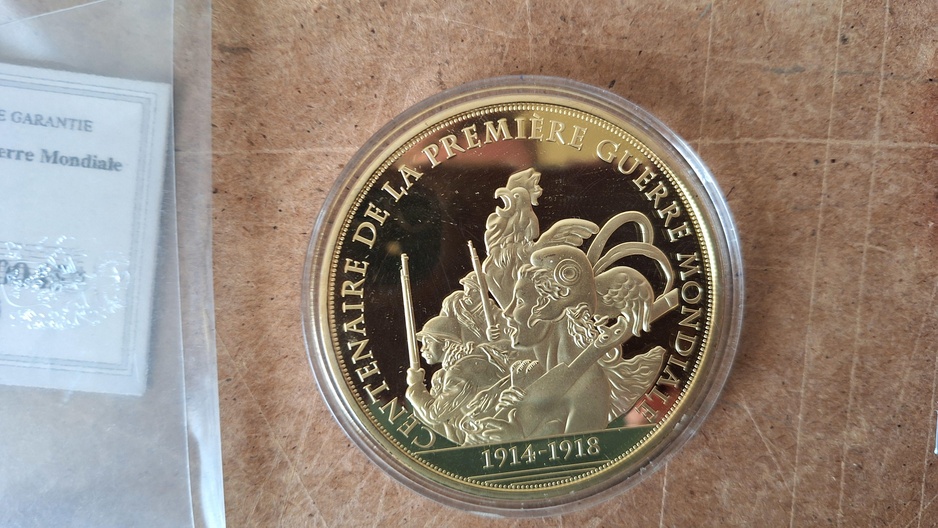 E GARANTIE
erre Mondiale
CENTENAIRE DE LA PREMIÈRE GUERRE MONDIALE
1914-1918